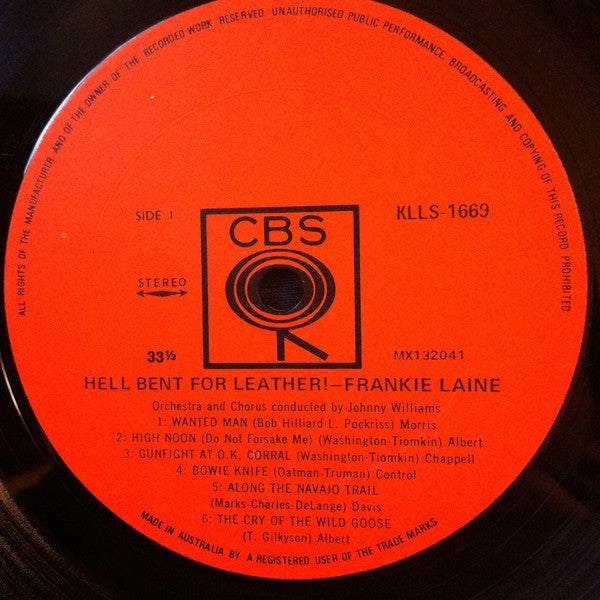 ALL RIGHTS OF THE MANUFACTURER AND OF THE OWNER OF THE RECORDED WORK RESERVED. UNAUTHORISED PUBLIC PERFORMANCE, BROADCASTING AND COPYING OF THIS RECORD PROHIBITED
SIDE 1
CBS
KLLS-1669
STEREO
33⅓
MX132041
HELL BENT FOR LEATHER!—FRANKIE LAINE
Orchestra and Chorus conducted by Johnny Williams
1: WANTED MAN (Bob Hilliard-L. Pockriss) Morris
2: HIGH NOON (Do Not Forsake Me) (Washington-Tiomkin) Albert
3: GUNFIGHT AT O.K. CORRAL (Washington-Tiomkin) Chappell
4: BOWIE KNIFE (Oatman-Truman) Control
5: ALONG THE NAVAJO TRAIL
(Marks-Charles-DeLange) Davis
6: THE CRY OF THE WILD GOOSE
(T. Gilkyson) Albert
MADE IN AUSTRALIA BY A REGISTERED USER OF THE TRADE MARKS